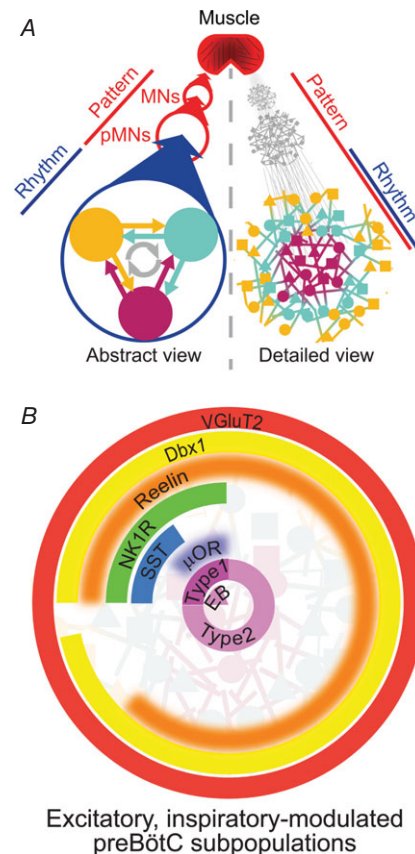 A
Muscle
Pattern
MNs
pMNs
Rhythm
Pattern
Rhythm
Abstract view
Detailed view
B
VGluT2
Dbx1
Reelin
NK1R
SST
µOR
Type1
EB
Type2
Excitatory, inspiratory-modulated
preBötC subpopulations